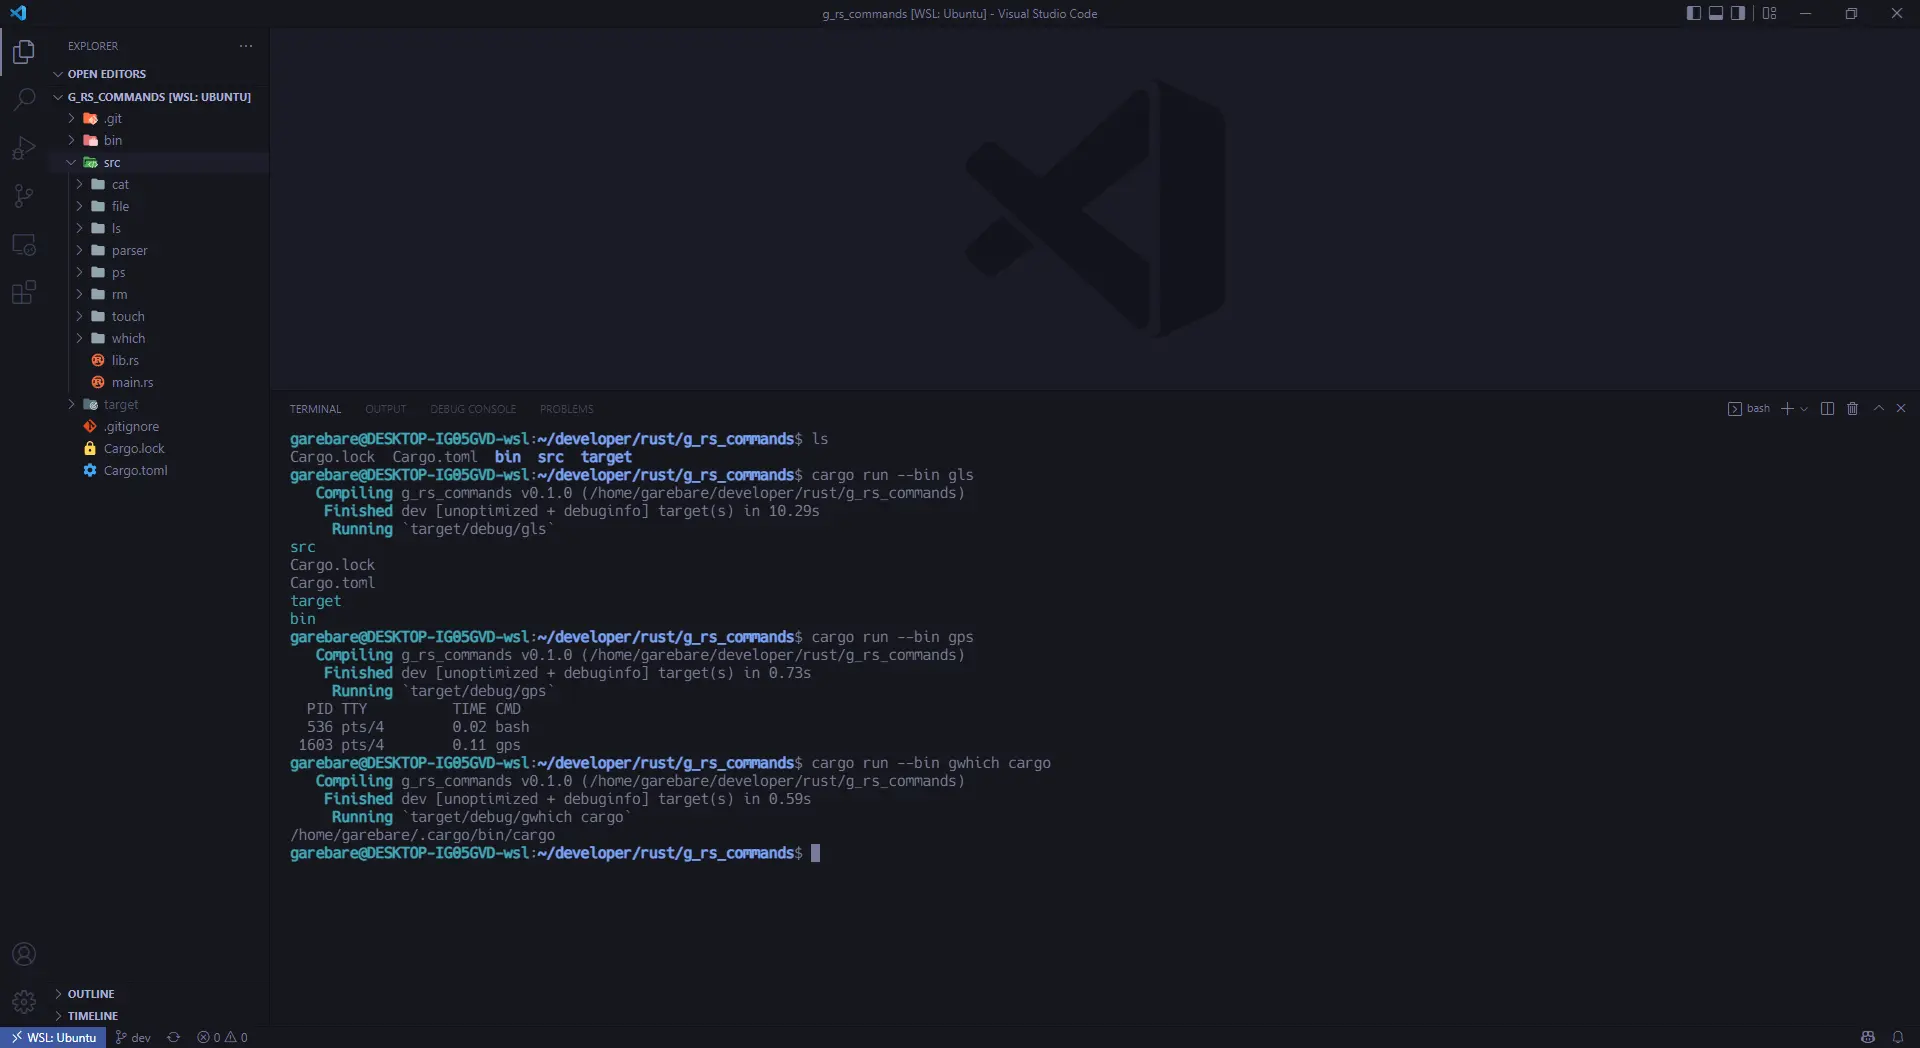 g_rs_commands [WSL: Ubuntu] - Visual Studio Code
EXPLORER
OPEN EDITORS
G_RS_COMMANDS [WSL: UBUNTU]
.git
bin
src
cat
file
ls
parser
ps
rm
touch
which
lib.rs
main.rs
target
.gitignore
Cargo.lock
Cargo.toml
OUTLINE
TIMELINE
TERMINAL OUTPUT DEBUG CONSOLE PROBLEMS
bash
garebare@DESKTOP-IG05GVD-wsl:~/developer/rust/g_rs_commands$ ls
Cargo.lock  Cargo.toml  bin  src  target
garebare@DESKTOP-IG05GVD-wsl:~/developer/rust/g_rs_commands$ cargo run --bin gls
   Compiling g_rs_commands v0.1.0 (/home/garebare/developer/rust/g_rs_commands)
    Finished dev [unoptimized + debuginfo] target(s) in 10.29s
     Running `target/debug/gls`
src
Cargo.lock
Cargo.toml
target
bin
garebare@DESKTOP-IG05GVD-wsl:~/developer/rust/g_rs_commands$ cargo run --bin gps
   Compiling g_rs_commands v0.1.0 (/home/garebare/developer/rust/g_rs_commands)
    Finished dev [unoptimized + debuginfo] target(s) in 0.73s
     Running `target/debug/gps`
  PID TTY          TIME CMD
  536 pts/4        0.02 bash
 1603 pts/4        0.11 gps
garebare@DESKTOP-IG05GVD-wsl:~/developer/rust/g_rs_commands$ cargo run --bin gwhich cargo
   Compiling g_rs_commands v0.1.0 (/home/garebare/developer/rust/g_rs_commands)
    Finished dev [unoptimized + debuginfo] target(s) in 0.59s
     Running `target/debug/gwhich cargo`
/home/garebare/.cargo/bin/cargo
garebare@DESKTOP-IG05GVD-wsl:~/developer/rust/g_rs_commands$
WSL: Ubuntu dev 0 0